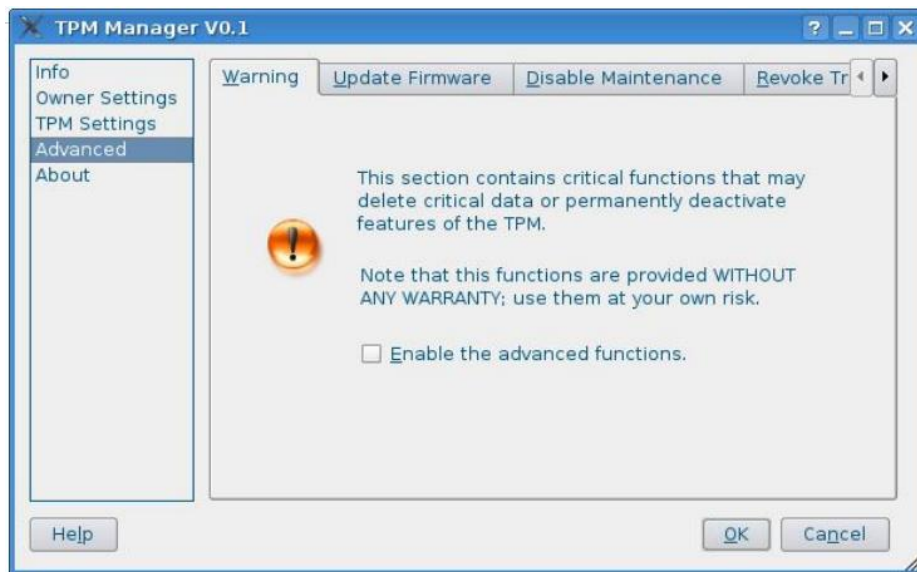 TPM Manager V0.1
Info
Owner Settings
TPM Settings
Advanced
About
Warning
Update Firmware
Disable Maintenance
Revoke Tr
This section contains critical functions that may
delete critical data or permanently deactivate
features of the TPM.
Note that this functions are provided WITHOUT
ANY WARRANTY; use them at your own risk.
Enable the advanced functions.
Help
OK
Cancel